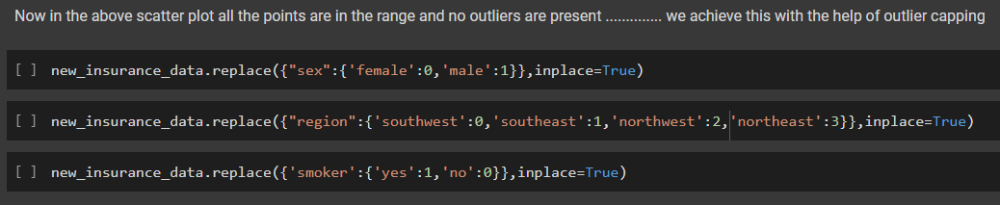 Now in the above scatter plot all the points are in the range and no outliers are present .............. we achieve this with the help of outlier capping
[ ] new_insurance_data.replace({"sex":{'female':0,'male':1}},inplace=True)
[ ] new_insurance_data.replace({"region":{'southwest':0,'southeast':1,'northwest':2,'northeast':3}},inplace=True)
[ ] new_insurance_data.replace({'smoker':{'yes':1,'no':0}},inplace=True)